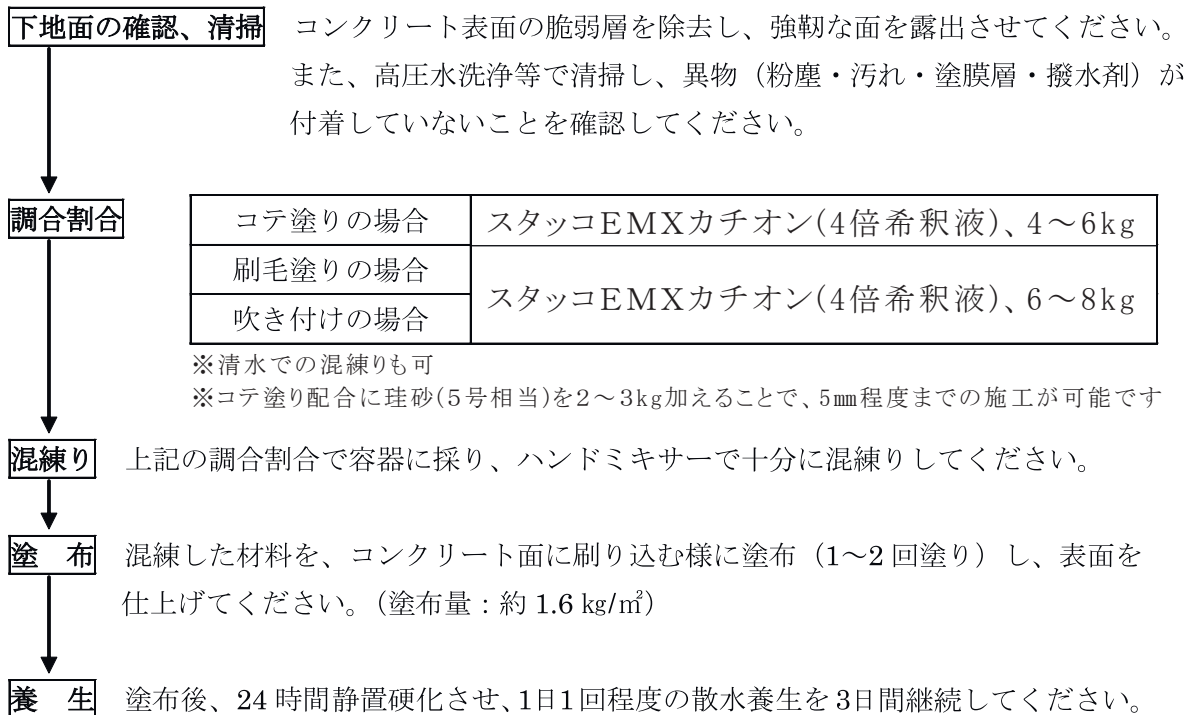 下地面の確認、清掃 コンクリート表面の脆弱層を除去し、強靭な面を露出させてください。
また、高圧水洗浄等で清掃し、異物（粉塵・汚れ・塗膜層・撥水剤）が
付着していないことを確認してください。
調合割合 コテ塗りの場合 スタッコEMXカチオン(4倍希釈液)、4～6kg
刷毛塗りの場合
スタッコEMXカチオン(4倍希釈液)、6～8kg
吹き付けの場合
※清水での混練りも可
※コテ塗り配合に珪砂(5号相当)を2～3kg加えることで、5㎜程度までの施工が可能です
混練り 上記の調合割合で容器に採り、ハンドミキサーで十分に混練りしてください。
塗 布 混練した材料を、コンクリート面に刷り込む様に塗布（1～2回塗り）し、表面を
仕上げてください。（塗布量：約 1.6 ㎏/㎡）
養 生 塗布後、24 時間静置硬化させ、1日1回程度の散水養生を3日間継続してください。